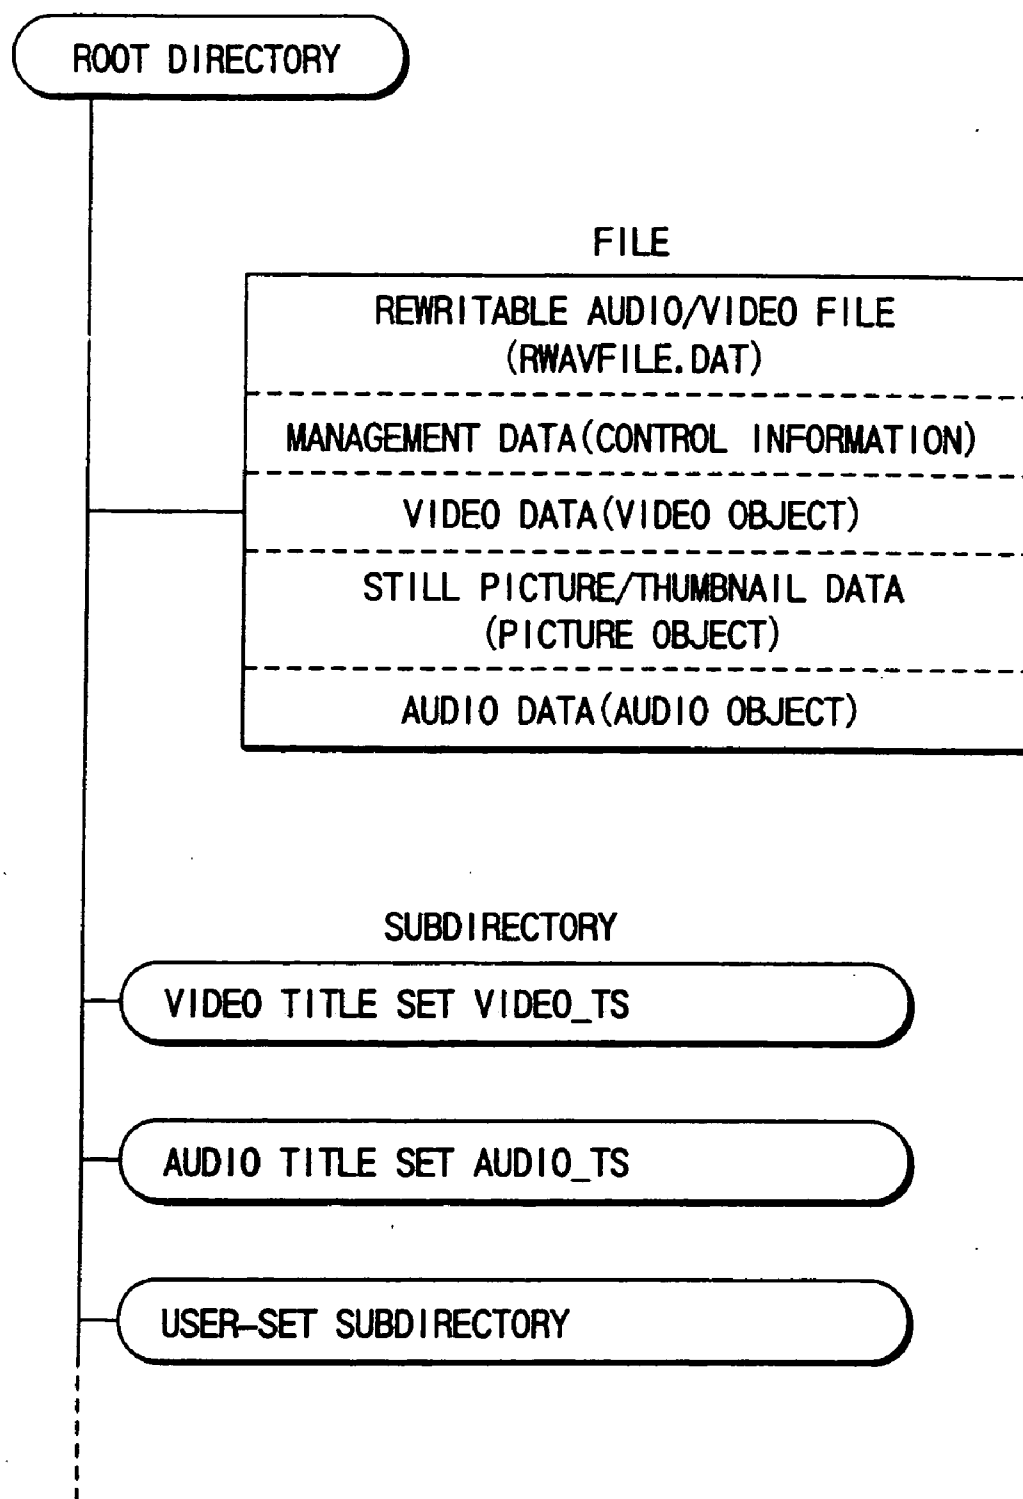 ROOT DIRECTORY
FILE
REWRITABLE AUDIO/VIDEO FILE
(RWAVFILE.DAT)
MANAGEMENT DATA(CONTROL INFORMATION)
VIDEO DATA(VIDEO OBJECT)
STILL PICTURE/THUMBNAIL DATA
(PICTURE OBJECT)
AUDIO DATA(AUDIO OBJECT)
SUBDIRECTORY
VIDEO TITLE SET VIDEO_TS
AUDIO TITLE SET AUDIO_TS
USER-SET SUBDIRECTORY